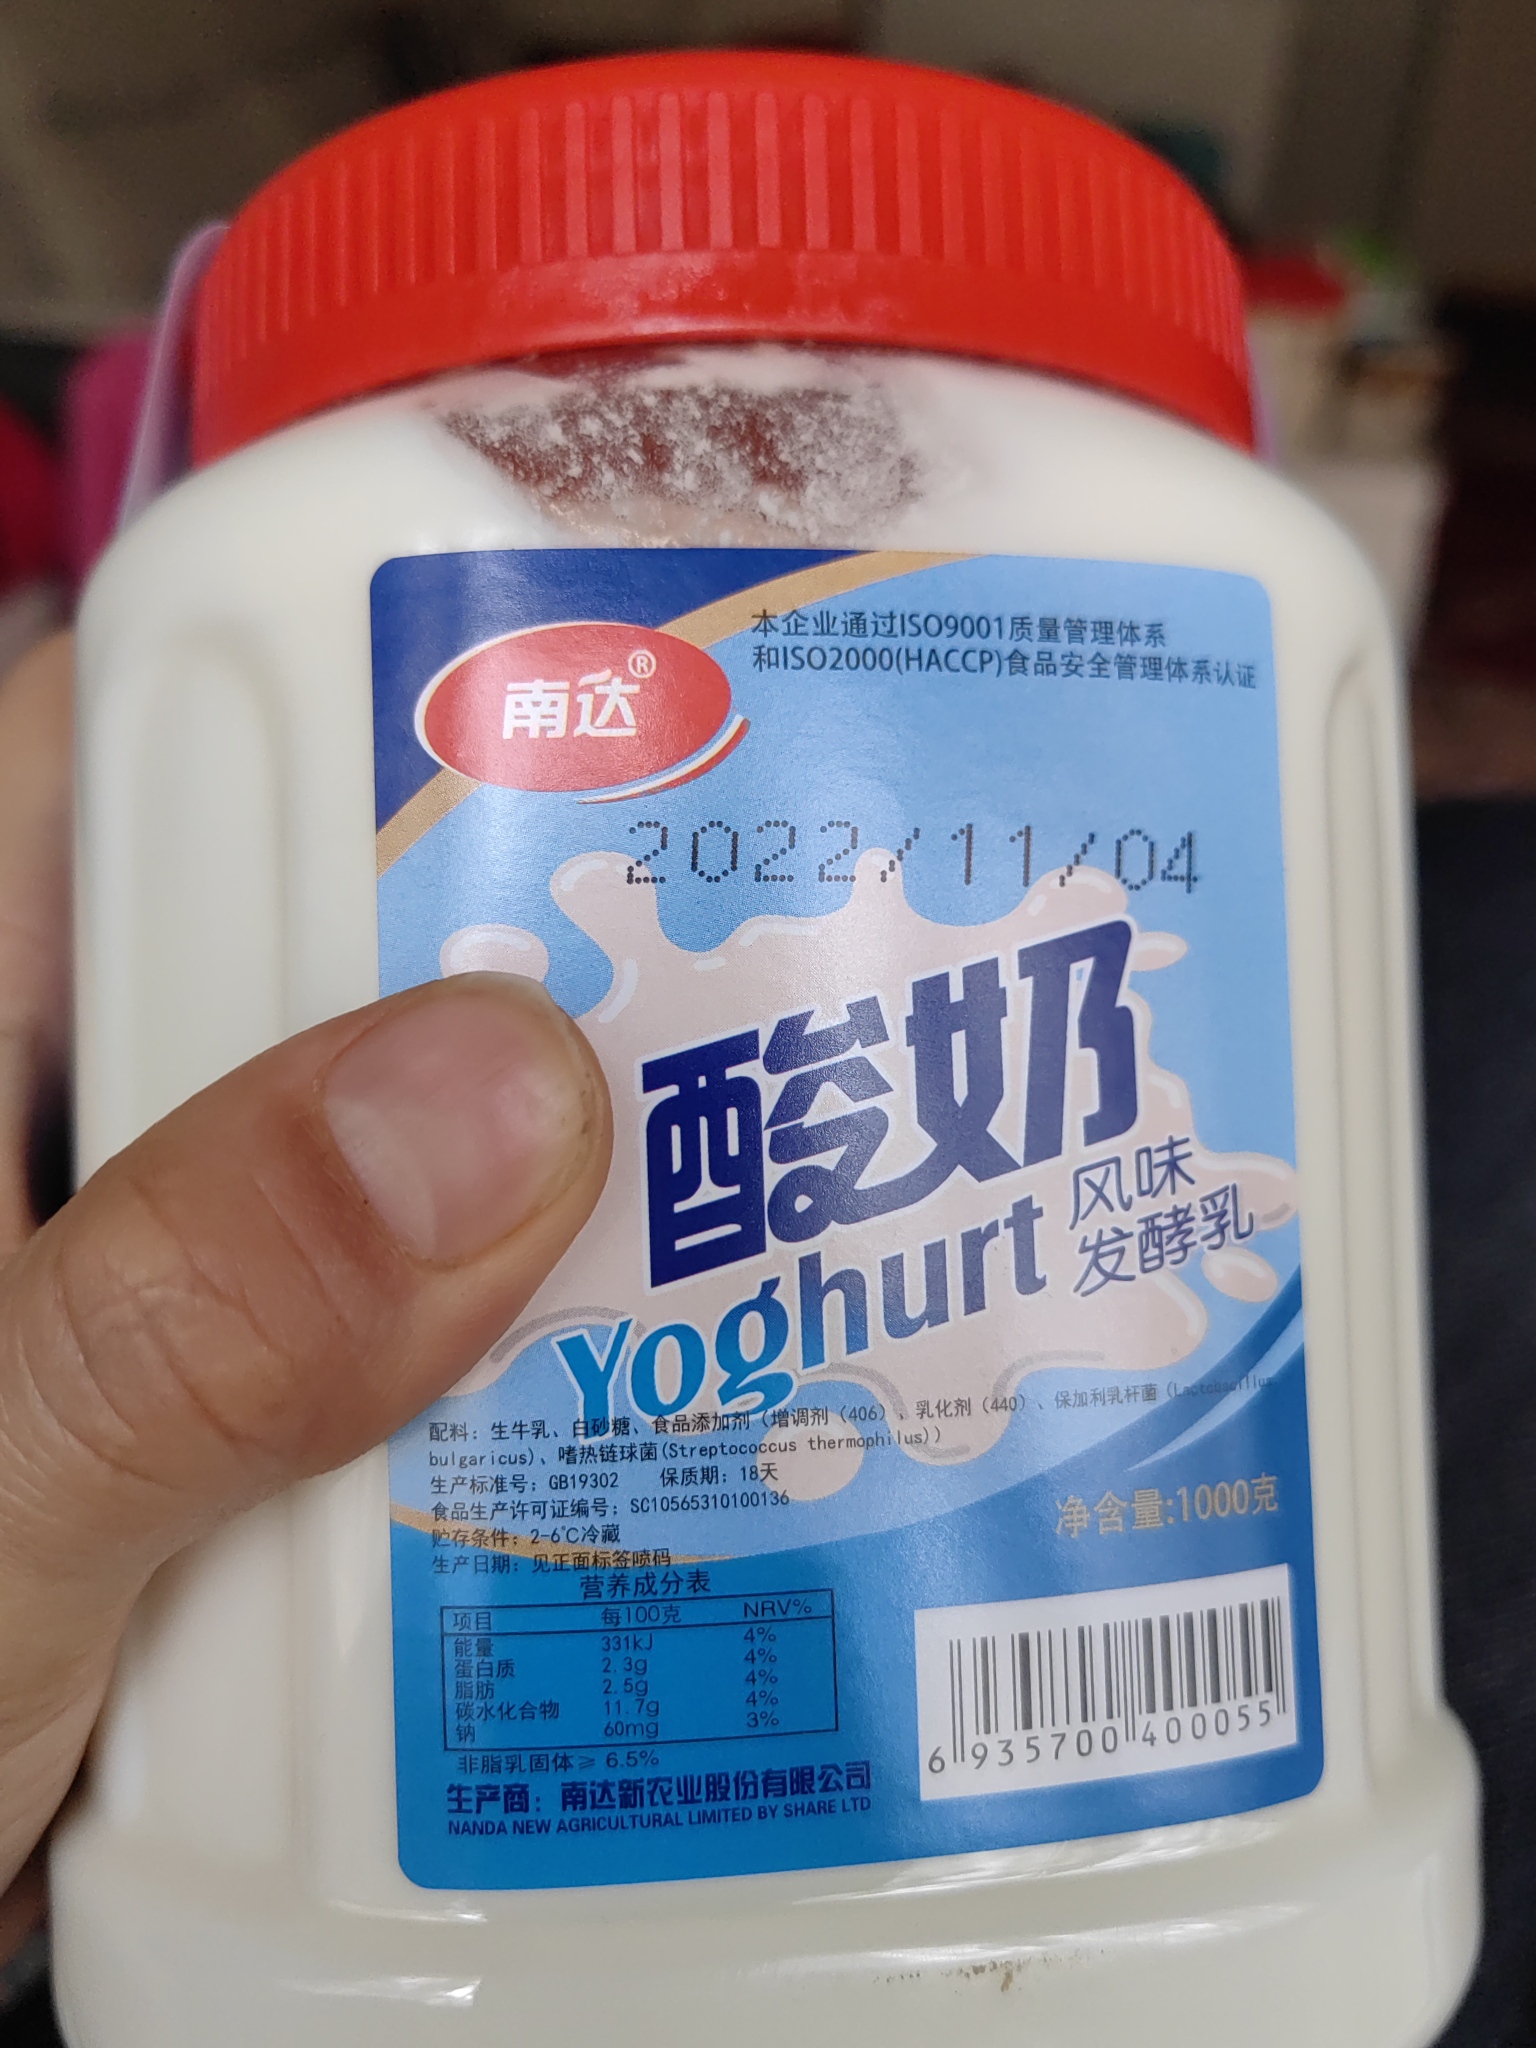 本企业通过ISO9001质量管理体系
和ISO2000(HACCP)食品安全管理体系认证
南达®
2022/11/04
酸奶
风味
发酵乳
Yoghurt
配料：生牛乳、白砂糖、食品添加剂（增调剂（406）、乳化剂（440）、保加利乳杆菌（Lactobacillus
bulgaricus)、嗜热链球菌(Streptococcus thermophilus))
生产标准号：GB19302 保质期：18天
食品生产许可证编号：SC10565310100136
贮存条件：2-6℃冷藏
生产日期：见正面标签喷码
净含量:1000克
营养成分表
项目 每100克 NRV%
能量 331kJ 4%
蛋白质 2.3g 4%
脂肪 2.5g 4%
碳水化合物 11.7g 4%
钠 60mg 3%
非脂乳固体≥6.5%
生产商：南达新农业股份有限公司
NANDA NEW AGRICULTURAL LIMITED BY SHARE LTD
6 935700 400055